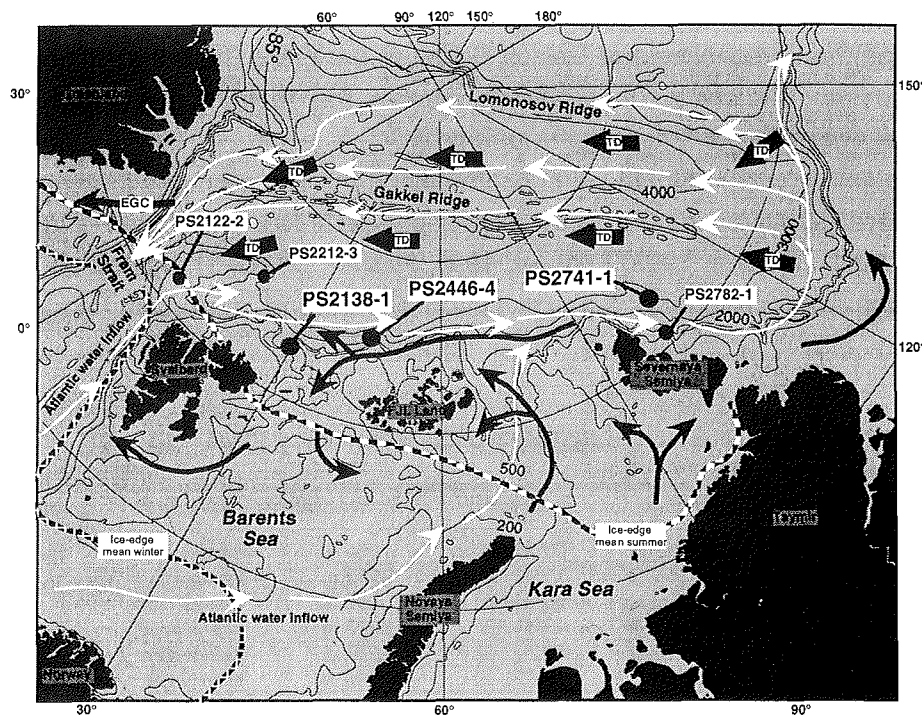 60° 90° 120° 150° 180°
85°
30°
150°
Lomonosov Ridge
TD
TD
TD
TD
TD
Gakkel Ridge
4000
EGC
PS2122-2
3000
Fram
Strait
TD
TD
TD
TD
PS2212-3
PS2138-1
PS2446-4
PS2741-1
PS2782-1
2000
0°
120°
Atlantic water Inflow
Svalbard
Severnaya
Semlya
F.J. Land
500
200
Barents
Sea
Ice-edge
mean winter
Ice-edge
mean summer
Kara Sea
Novaya
Semlya
Atlantic water inflow
Norway
30°
60°
90°